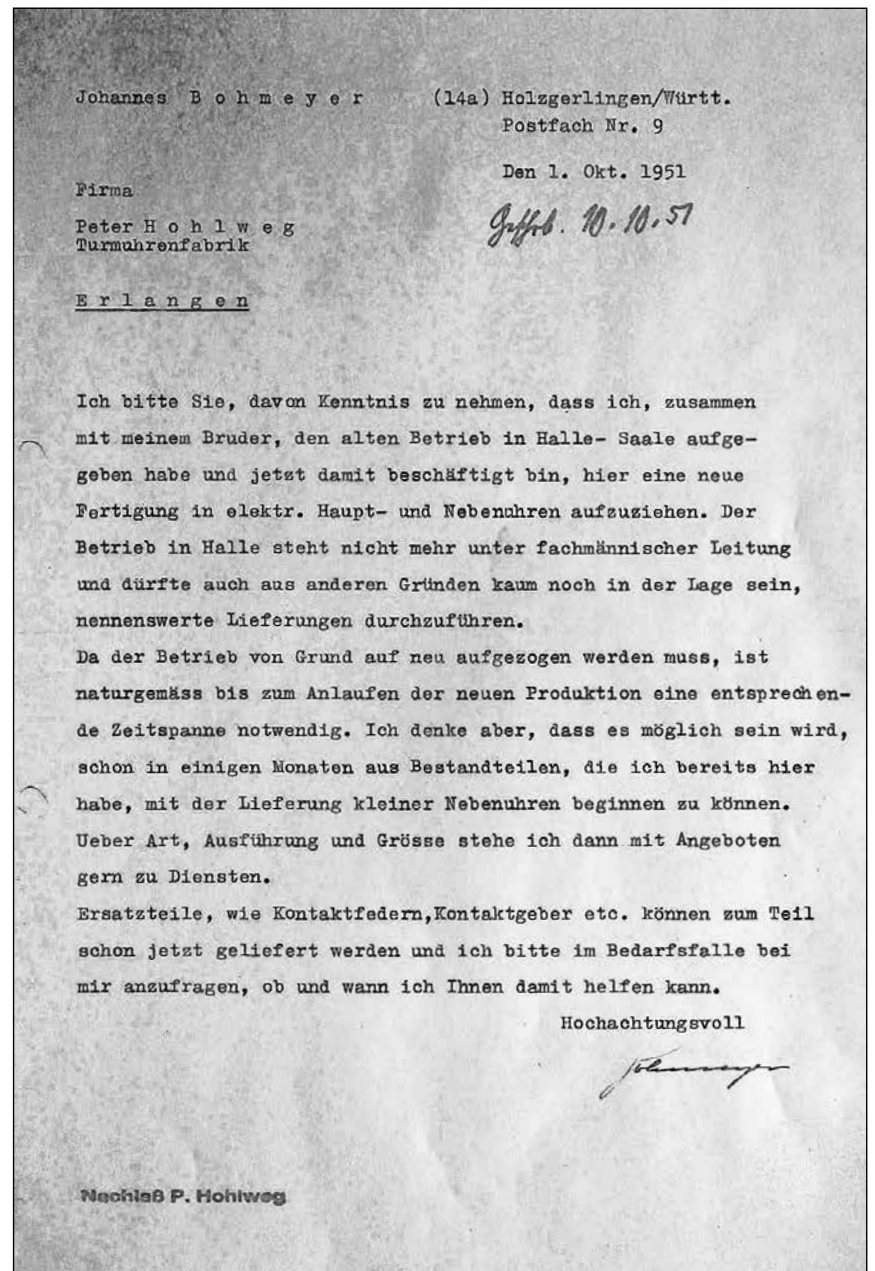 Johannes B o h m e y e r (14a) Holzgerlingen/Württ.
Postfach Nr. 9
Den 1. Okt. 1951
Firma
Peter H o h l w e g
Turmuhrenfabrik
10.10.51
E r l a n g e n
Ich bitte Sie, davon Kenntnis zu nehmen, dass ich, zusammen
mit meinem Bruder, den alten Betrieb in Halle- Saale aufge-
geben habe und jetzt damit beschäftigt bin, hier eine neue
Fertigung in elektr. Haupt- und Nebenuhren aufzuziehen. Der
Betrieb in Halle steht nicht mehr unter fachmännischer Leitung
und dürfte auch aus anderen Gründen kaum noch in der Lage sein,
nennenswerte Lieferungen durchzuführen.
Da der Betrieb von Grund auf neu aufgezogen werden muss, ist
naturgemäss bis zum Anlaufen der neuen Produktion eine entsprechen-
de Zeitspanne notwendig. Ich denke aber, dass es möglich sein wird,
schon in einigen Monaten aus Bestandteilen, die ich bereits hier
habe, mit der Lieferung kleiner Nebenuhren beginnen zu können.
Ueber Art, Ausführung und Grösse stehe ich dann mit Angeboten
gern zu Diensten.
Ersatzteile, wie Kontaktfedern,Kontaktgeber etc. können zum Teil
schon jetzt geliefert werden und ich bitte im Bedarfsfalle bei
mir anzufragen, ob und wann ich Ihnen damit helfen kann.
Hochachtungsvoll
Nachlaß P. Hohlweg